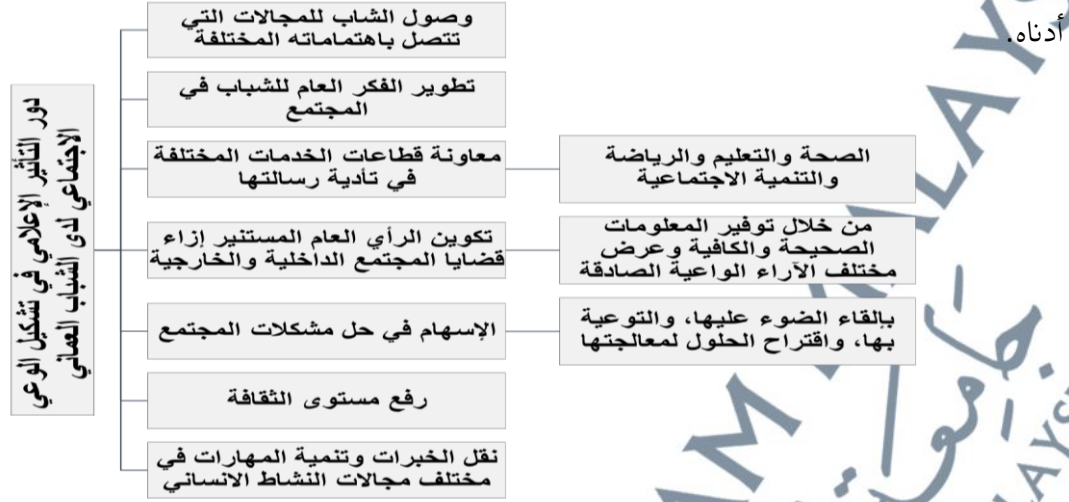 أدناه.
دور التأثير الإعلامي في تشكيل الوعي
الاجتماعي لدى الشباب العماني
وصول الشاب للمجالات التي
تتصل باهتماماته المختلفة
تطوير الفكر العام للشباب في
المجتمع
معاونة قطاعات الخدمات المختلفة
في تأدية رسالتها
الصحة والتعليم والرياضة
والتنمية الاجتماعية
تكوين الرأي العام المستنير إزاء
قضايا المجتمع الداخلية والخارجية
من خلال توفير المعلومات
الصحيحة والكافية وعرض
مختلف الآراء الواعية الصادقة
الإسهام في حل مشكلات المجتمع
بإلقاء الضوء عليها، والتوعية
بها، واقتراح الحلول لمعالجتها
رفع مستوى الثقافة
نقل الخبرات وتنمية المهارات في
مختلف مجالات النشاط الانساني